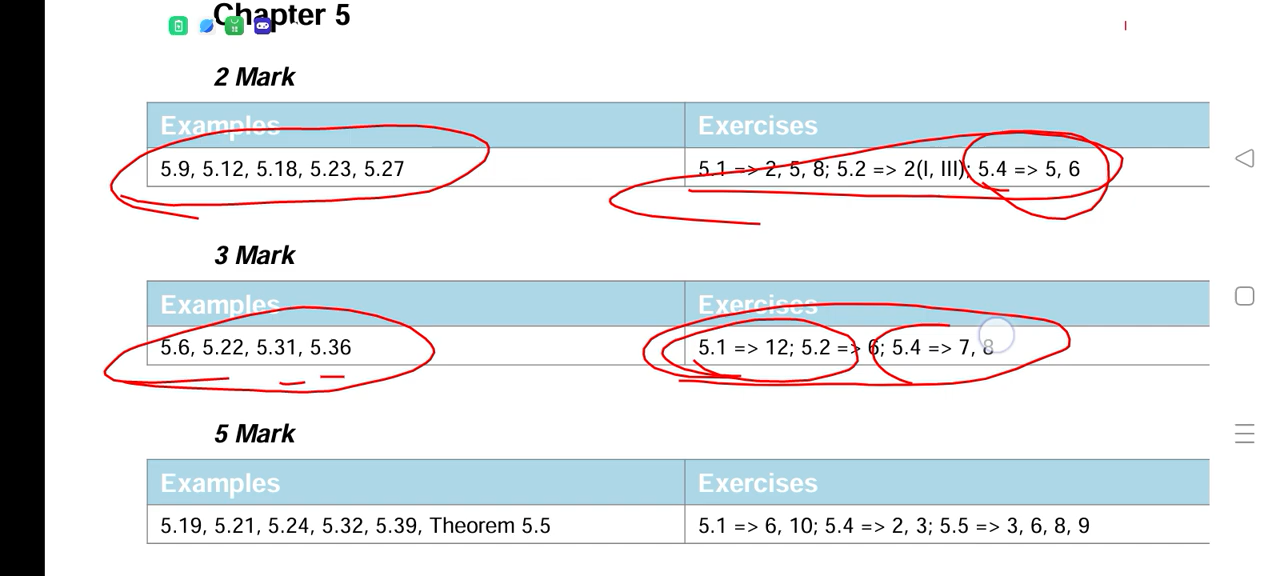 Chapter 5
2 Mark
Examples Exercises
5.9, 5.12, 5.18, 5.23, 5.27 5.1 => 2, 5, 8; 5.2 => 2(I, III); 5.4 => 5, 6
3 Mark
Examples Exercises
5.6, 5.22, 5.31, 5.36 5.1 => 12; 5.2 => 6; 5.4 => 7, 8
5 Mark
Examples Exercises
5.19, 5.21, 5.24, 5.32, 5.39, Theorem 5.5 5.1 => 6, 10; 5.4 => 2, 3; 5.5 => 3, 6, 8, 9